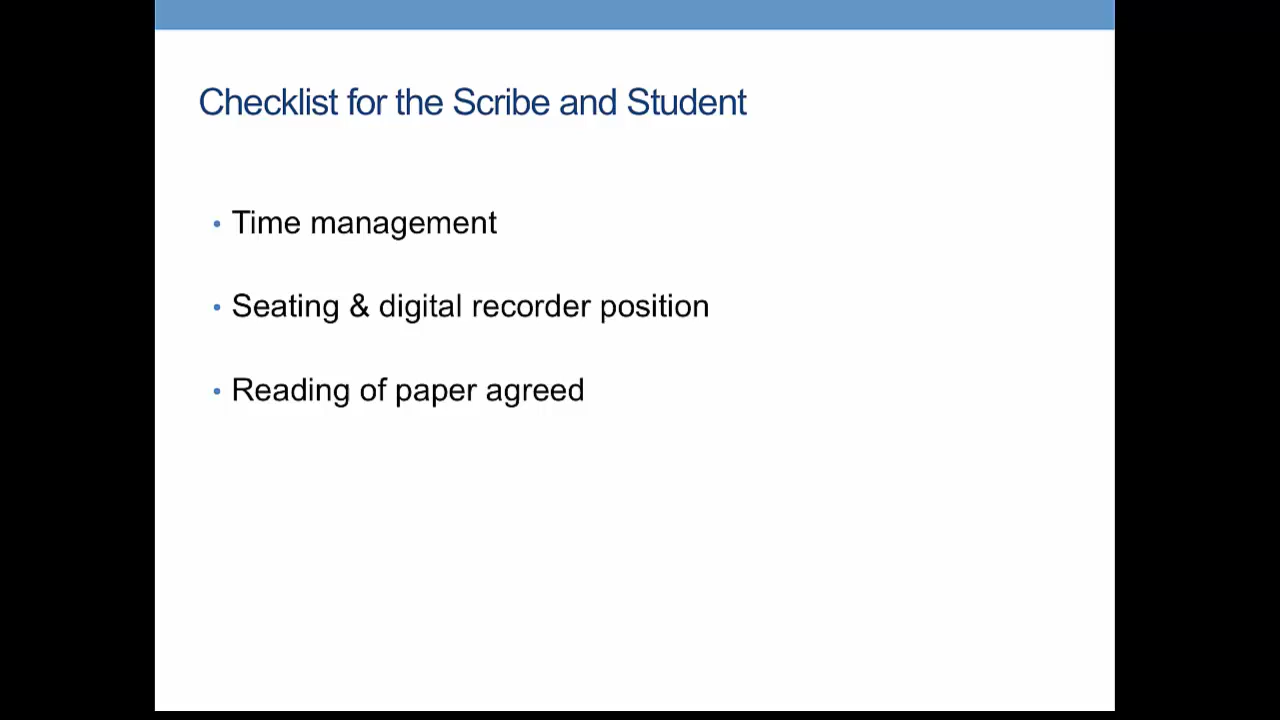 Checklist for the Scribe and Student
• Time management
• Seating & digital recorder position
• Reading of paper agreed